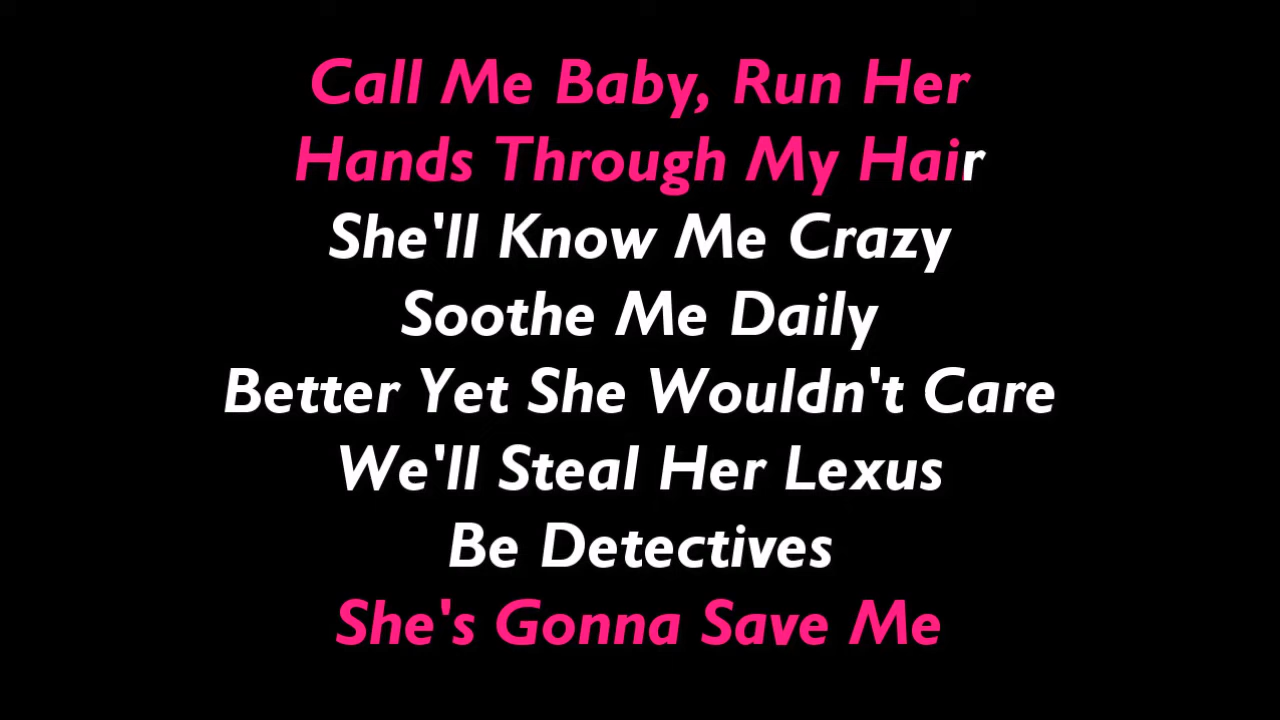 Call Me Baby, Run Her
Hands Through My Hair
She'll Know Me Crazy
Soothe Me Daily
Better Yet She Wouldn't Care
We'll Steal Her Lexus
Be Detectives
She's Gonna Save Me